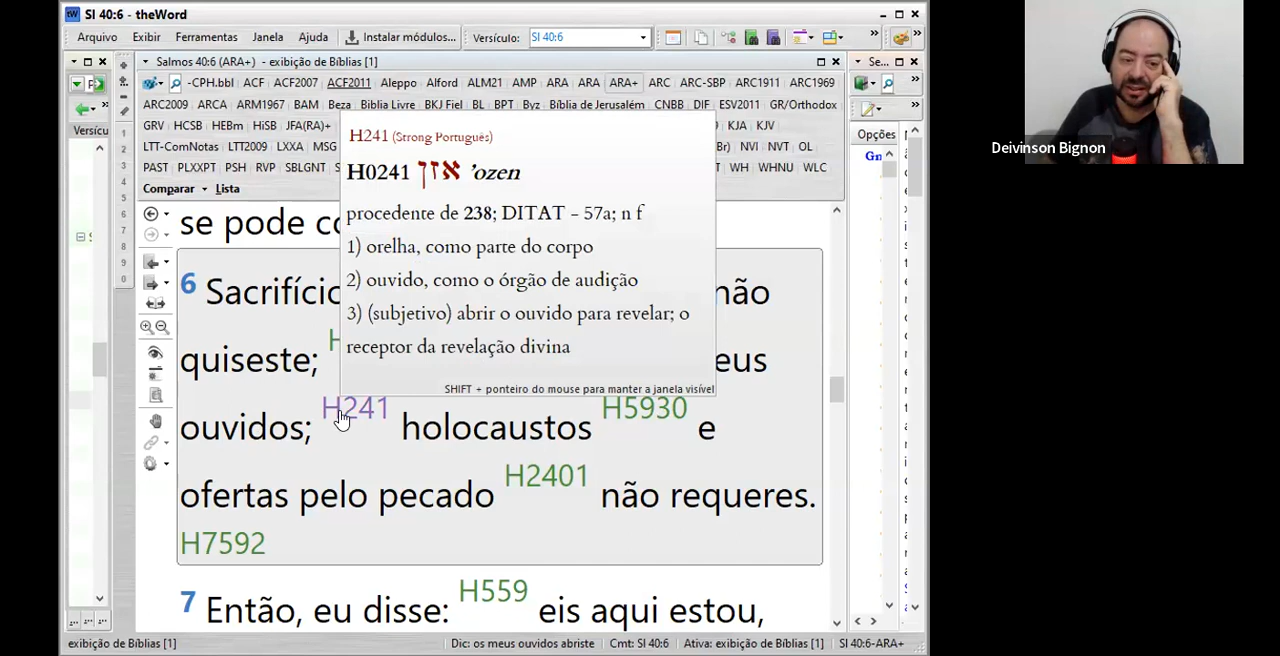 Sl 40:6 - theWord
Arquivo Exibir Ferramentas Janela Ajuda Instalar módulos... Versículo: Sl 40:6
Salmos 40:6 (ARA+) - exibição de Bíblias [1]
Se...
-CPH.bbl ACF ACF2007 ACF2011 Aleppo Alford ALM21 AMP ARA ARA ARA+ ARC ARC-SBP ARC1911 ARC1969
ARC2009 ARCA ARM1967 BAM Beza Biblia Livre BKJ Fiel BL BPT Byz Bíblia de Jerusalém CNBB DIF ESV2011 GR/Orthodox
GRV HCSB HEBm HiSB JFA(RA)+ KJA KJV
LTT-ComNotas LTT2009 LXXA MSG Br) NVI NVT OL
PAST PLXXPT PSH RVP SBLGNT WH WHNU WLC
Comparar Lista
Versícu
Opções
Gn
H241 (Strong Português)
H0241 אזן 'ozen
procedente de 238; DITAT - 57a; n f
1) orelha, como parte do corpo
2) ouvido, como o órgão de audição
3) (subjetivo) abrir o ouvido para revelar; o
receptor da revelação divina
SHIFT + ponteiro do mouse para manter a janela visível
se pode co
6 Sacrifício não
quiseste; H eus
ouvidos; H241 holocaustos H5930 e
ofertas pelo pecado H2401 não requeres.
H7592
7 Então, eu disse: H559 eis aqui estou,
exibição de Bíblias [1] Dic: os meus ouvidos abriste Cmt: Sl 40:6 Ativa: exibição de Bíblias [1] Sl 40:6-ARA+
Deivinson Bignon